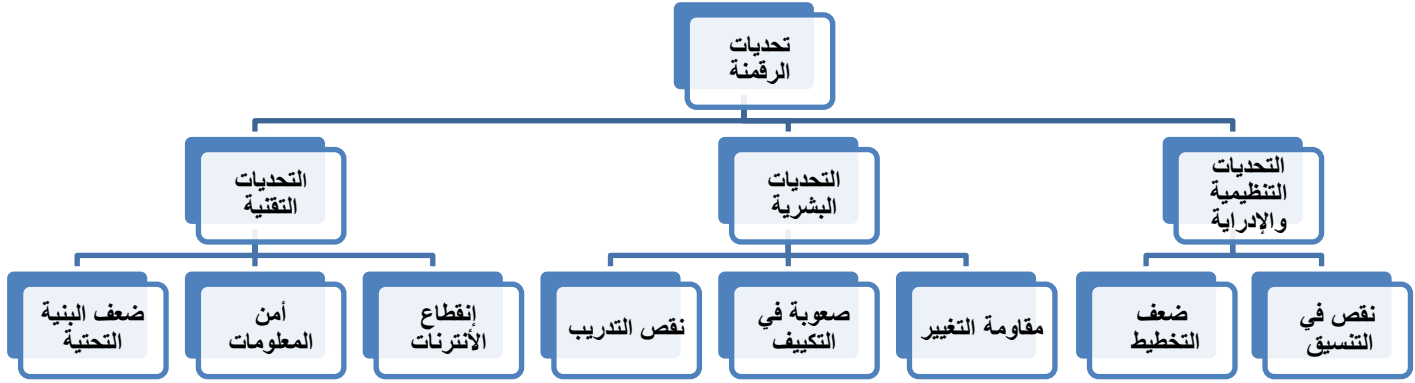 تحديات
الرقمنة
التحديات
التنظيمية
والإدراية
التحديات
البشرية
التحديات
التقنية
نقص في
التنسيق
ضعف
التخطيط
مقاومة التغيير
صعوبة في
التكييف
نقص التدريب
إنقطاع
الأنترنات
أمن
المعلومات
ضعف البنية
التحتية